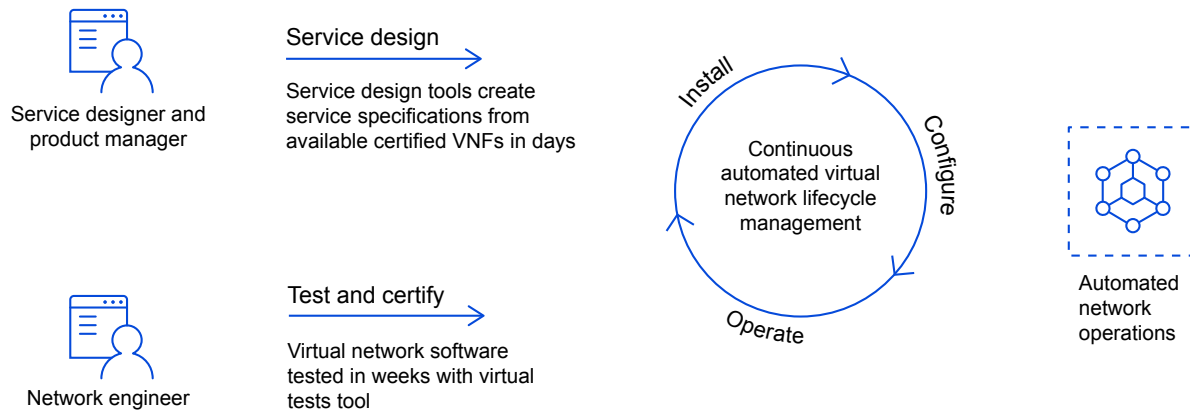 Service designer and
product manager
Service design
Service design tools create
service specifications from
available certified VNFs in days
Network engineer
Test and certify
Virtual network software
tested in weeks with virtual
tests tool
Install
Configure
Operate
Continuous
automated virtual
network lifecycle
management
Automated
network
operations